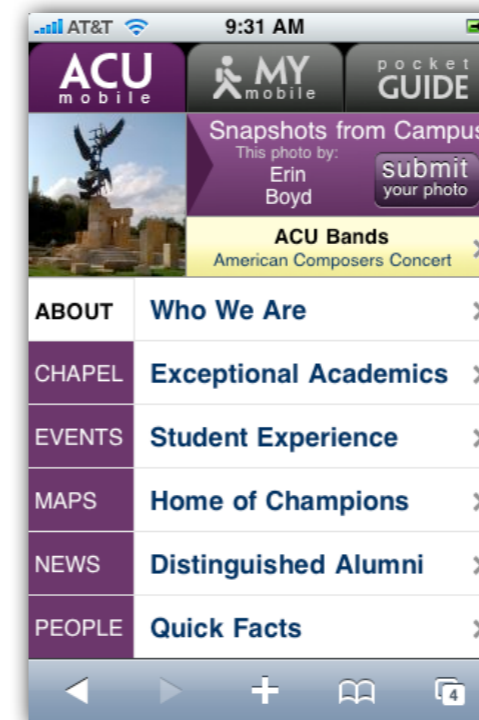 AT&T 9:31 AM
ACU mobile
MY mobile
pocket GUIDE
Snapshots from Campus
This photo by:
Erin
Boyd
submit
your photo
ACU Bands
American Composers Concert
ABOUT
Who We Are
CHAPEL
Exceptional Academics
EVENTS
Student Experience
MAPS
Home of Champions
NEWS
Distinguished Alumni
PEOPLE
Quick Facts
4